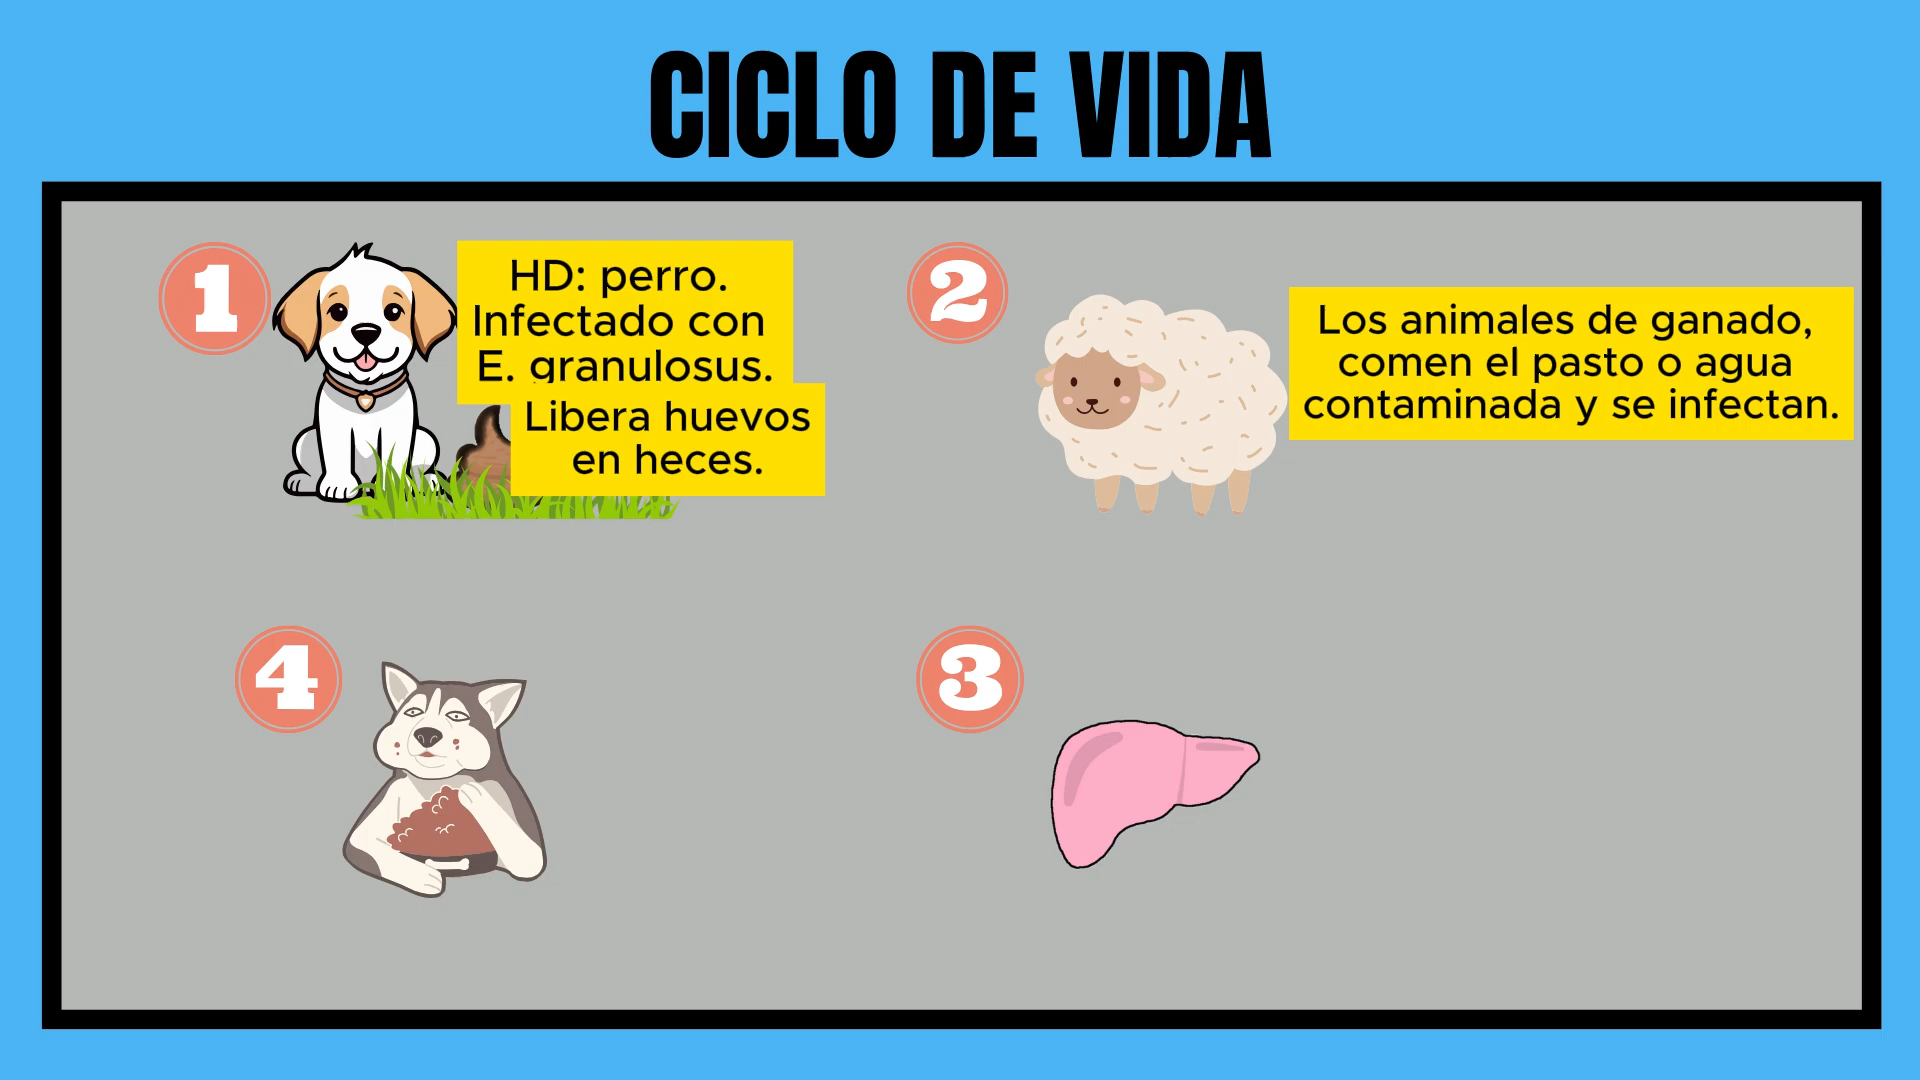 CICLO DE VIDA
1
HD: perro.
Infectado con
E. granulosus.
Libera huevos
en heces.
2
Los animales de ganado,
comen el pasto o agua
contaminada y se infectan.
4
3